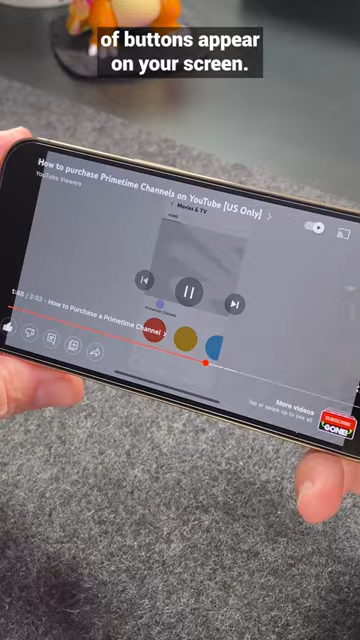 of buttons appear
on your screen.
How to purchase Primetime Channels on YouTube [US Only]
YouTube Viewers
Movies & TV
1:48 / 3:03 • How to Purchase a Primetime Channel
More videos
Tap or swipe up to see all
SUBSCRIBE
GONE!